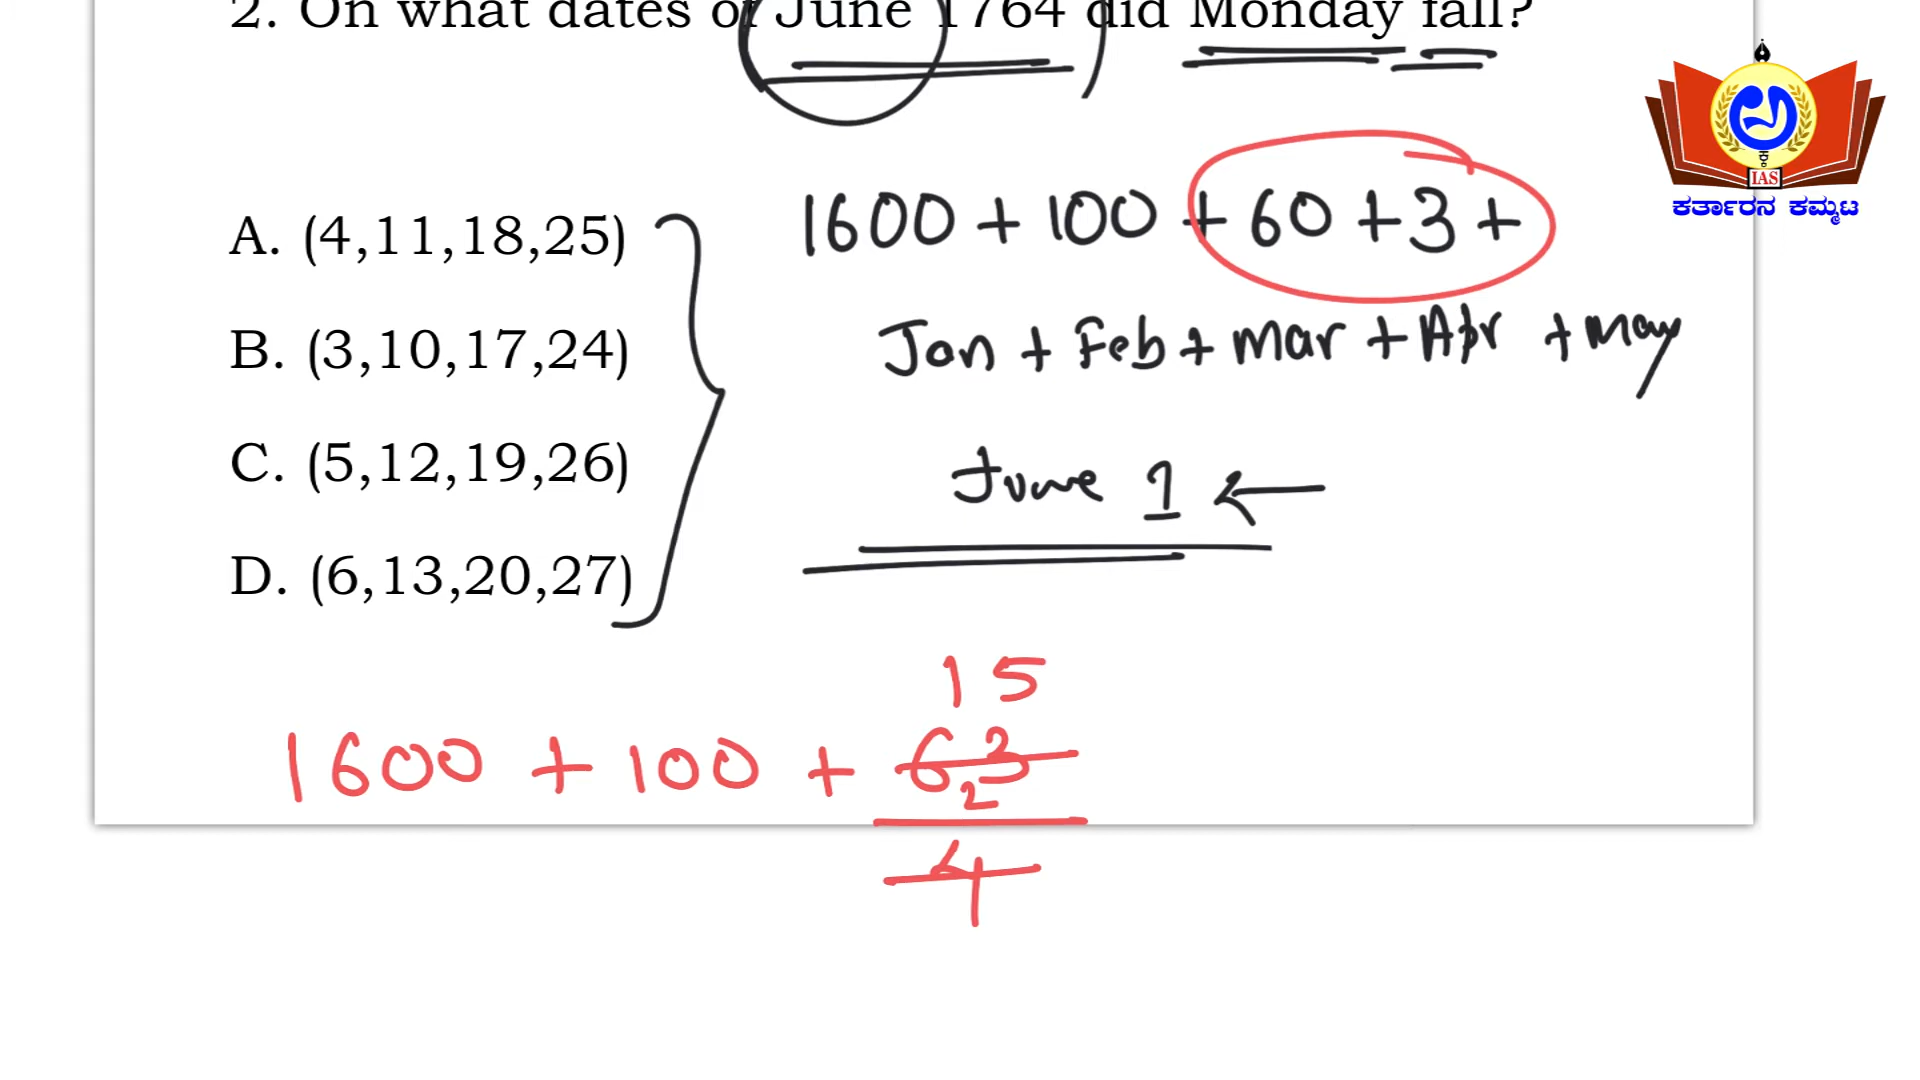 2. On what dates of June 1764 did Monday fall?
A. (4,11,18,25)
B. (3,10,17,24)
C. (5,12,19,26)
D. (6,13,20,27)
1600 + 100 + 60 + 3 +
Jan + Feb + Mar + Apr + May
June 1
15
1600 + 100 + 63
2
4
IAS
ಕರ್ತಾರನ ಕಮ್ಮಟ